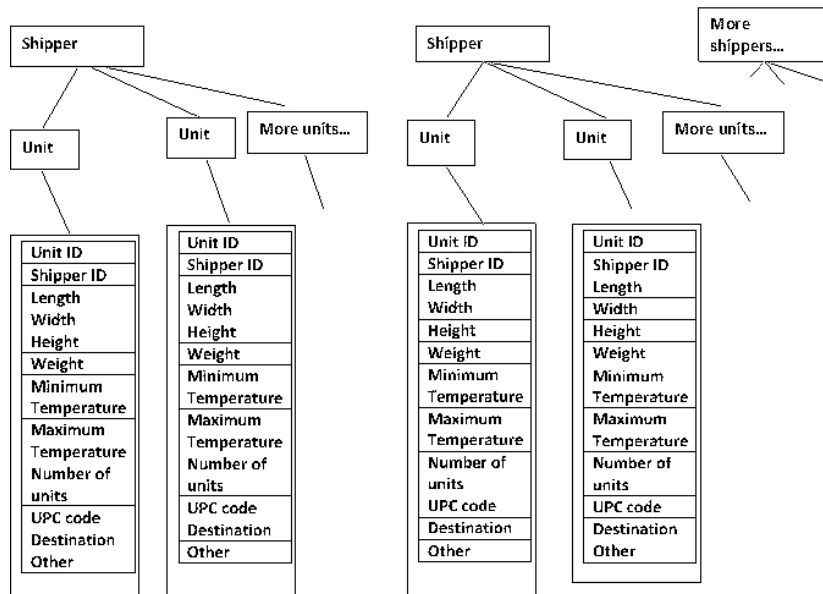 Shipper
Shipper
More
shippers...
Unit
Unit
More units...
Unit
Unit
More units...
Unit ID
Shipper ID
Length
Width
Height
Weight
Minimum
Temperature
Maximum
Temperature
Number of
units
UPC code
Destination
Other
Unit ID
Shipper ID
Length
Width
Height
Weight
Minimum
Temperature
Maximum
Temperature
Number of
units
UPC code
Destination
Other
Unit ID
Shipper ID
Length
Width
Height
Weight
Minimum
Temperature
Maximum
Temperature
Number of
units
UPC code
Destination
Other
Unit ID
Shipper ID
Length
Width
Height
Weight
Minimum
Temperature
Maximum
Temperature
Number of
units
UPC code
Destination
Other